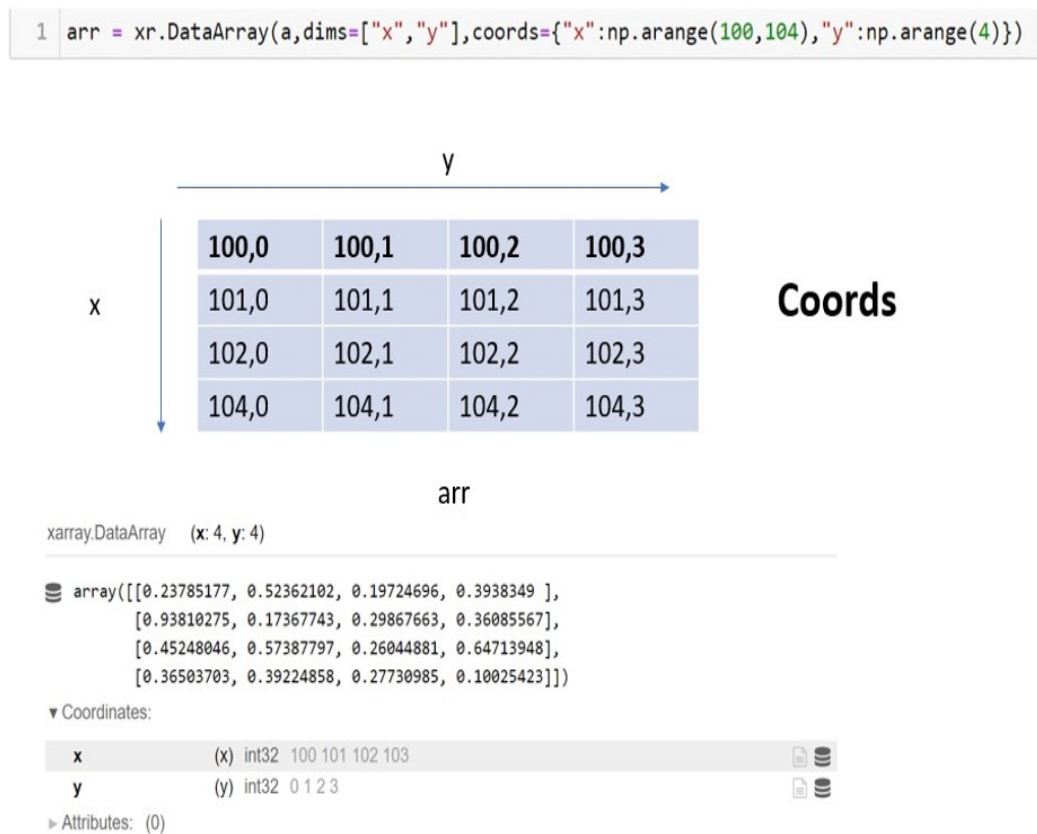 1 arr = xr.DataArray(a,dims=["x","y"],coords={"x":np.arange(100,104),"y":np.arange(4)})
y
100,0 100,1 100,2 100,3
x 101,0 101,1 101,2 101,3 Coords
102,0 102,1 102,2 102,3
104,0 104,1 104,2 104,3
arr
xarray.DataArray (x: 4, y: 4)
array([[0.23785177, 0.52362102, 0.19724696, 0.3938349 ],
[0.93810275, 0.17367743, 0.29867663, 0.36085567],
[0.45248046, 0.57387797, 0.26044881, 0.64713948],
[0.36503703, 0.39224858, 0.27730985, 0.10025423]])
▼ Coordinates:
x (x) int32 100 101 102 103
y (y) int32 0 1 2 3
► Attributes: (0)